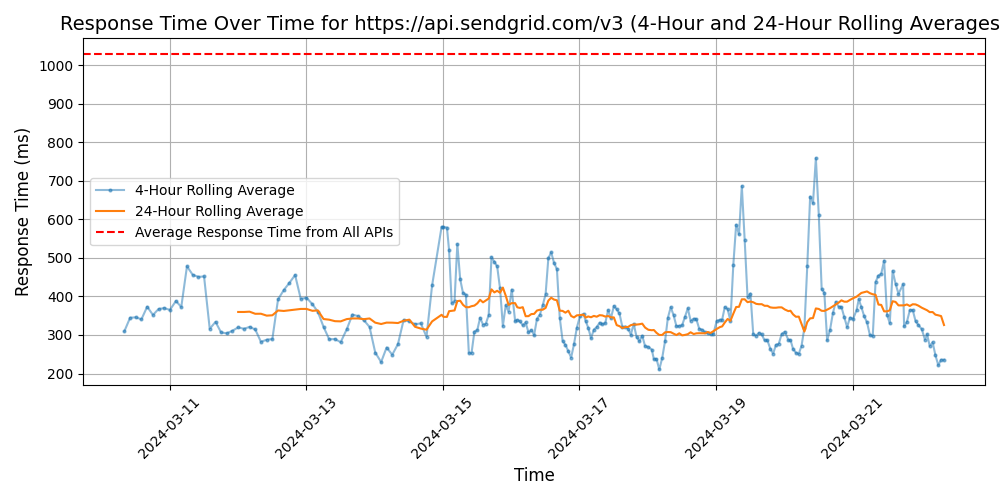 Response Time Over Time for https://api.sendgrid.com/v3 (4-Hour and 24-Hour Rolling Averages
Response Time (ms)
1000
900
800
700
600
500
400
300
200
4-Hour Rolling Average
24-Hour Rolling Average
Average Response Time from All APIs
2024-03-11
2024-03-13
2024-03-15
2024-03-17
2024-03-19
2024-03-21
Time